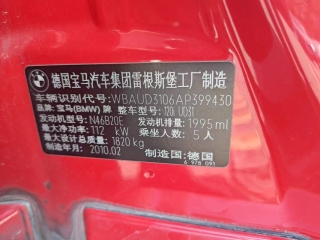 德国宝马汽车集团雷根斯堡工厂制造
车辆识别代号:WBAUD3106AP399430
品牌:宝马(BMW)牌 整车型号:120i UD31
发动机型号:N46B20E 发动机排量:1995ml
最大净功率:112 kW 乘坐人数:5人
最大设计总质量:1820kg
制造年月:2010.02 制造国:德国
6 978 091